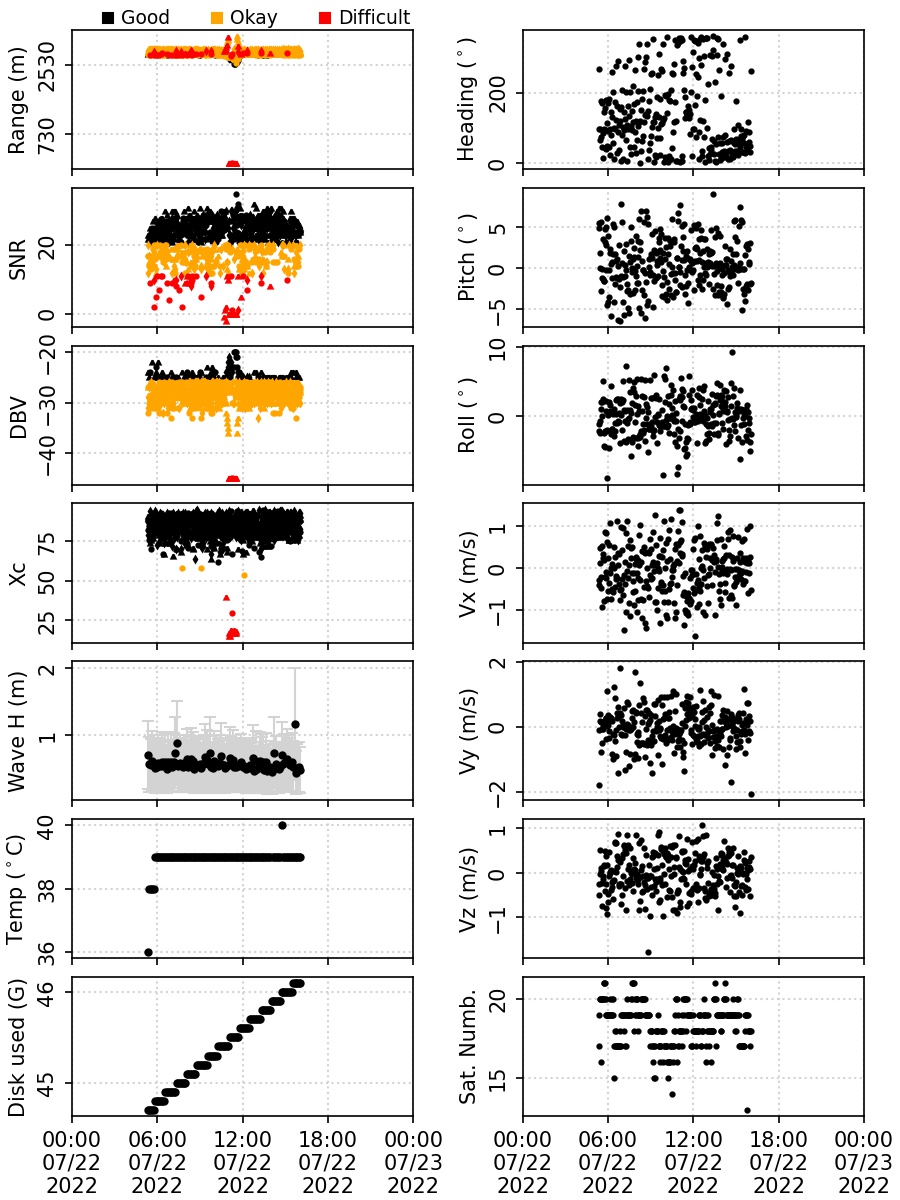 Good Okay Difficult
Range (m)
2530
730
Heading (°)
200
0
SNR
20
0
Pitch (°)
5
0
−5
DBV
−20
−30
−40
Roll (°)
10
0
Xc
75
50
25
Vx (m/s)
1
0
−1
Wave H (m)
2
1
Vy (m/s)
2
0
−2
Temp (°C)
40
38
36
Vz (m/s)
1
0
−1
Disk used (G)
46
45
Sat. Numb.
20
15
00:00 06:00 12:00 18:00 00:00
07/22 07/22 07/22 07/22 07/23
2022 2022 2022 2022 2022
00:00 06:00 12:00 18:00 00:00
07/22 07/22 07/22 07/22 07/23
2022 2022 2022 2022 2022